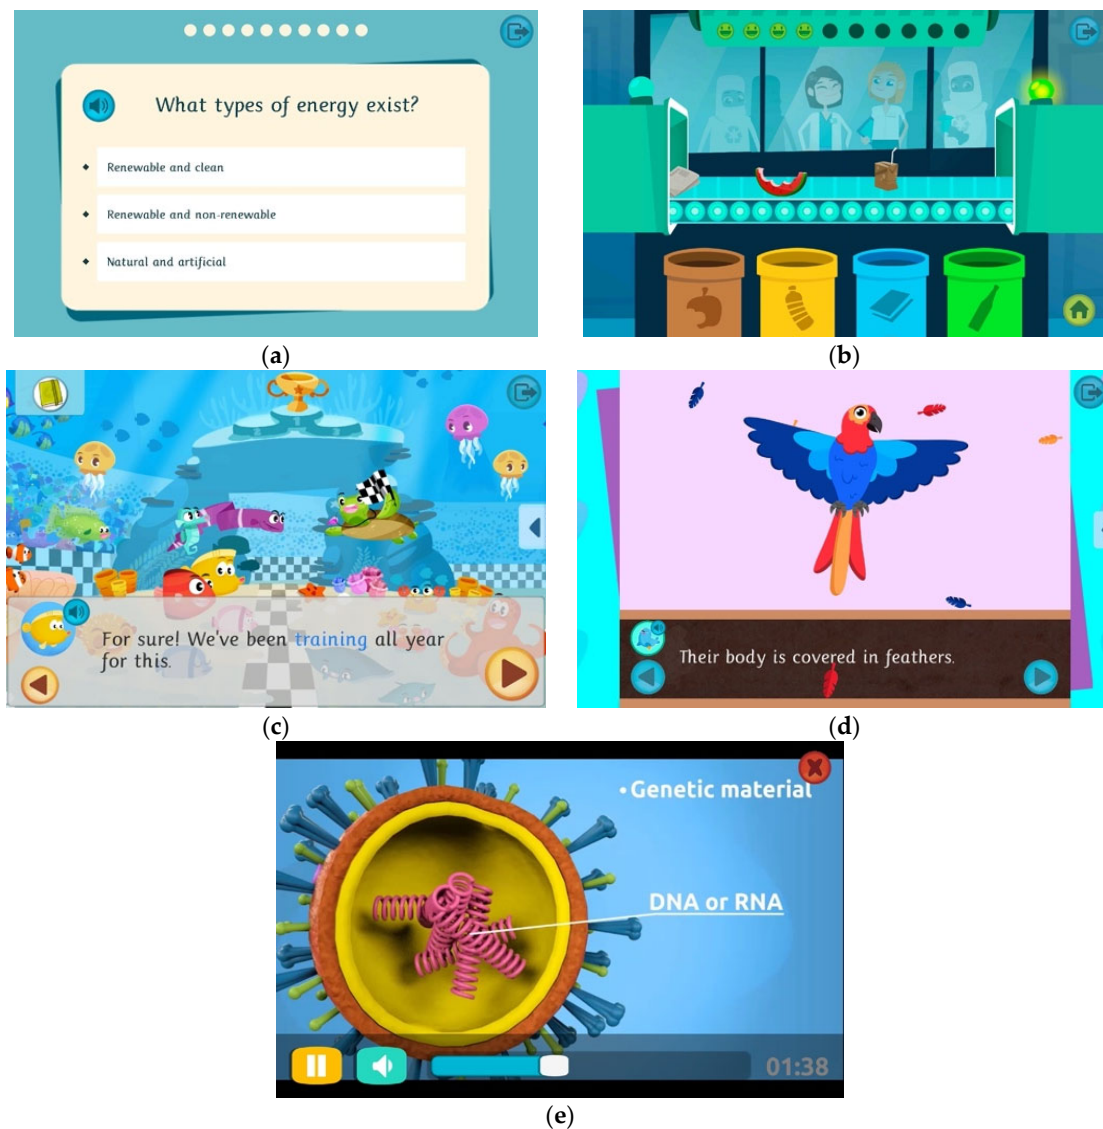 What types of energy exist?
Renewable and clean
Renewable and non-renewable
Natural and artificial
(a)
(b)
For sure! We've been training all year
for this.
(c)
Their body is covered in feathers.
(d)
•Genetic material
DNA or RNA
01:38
(e)